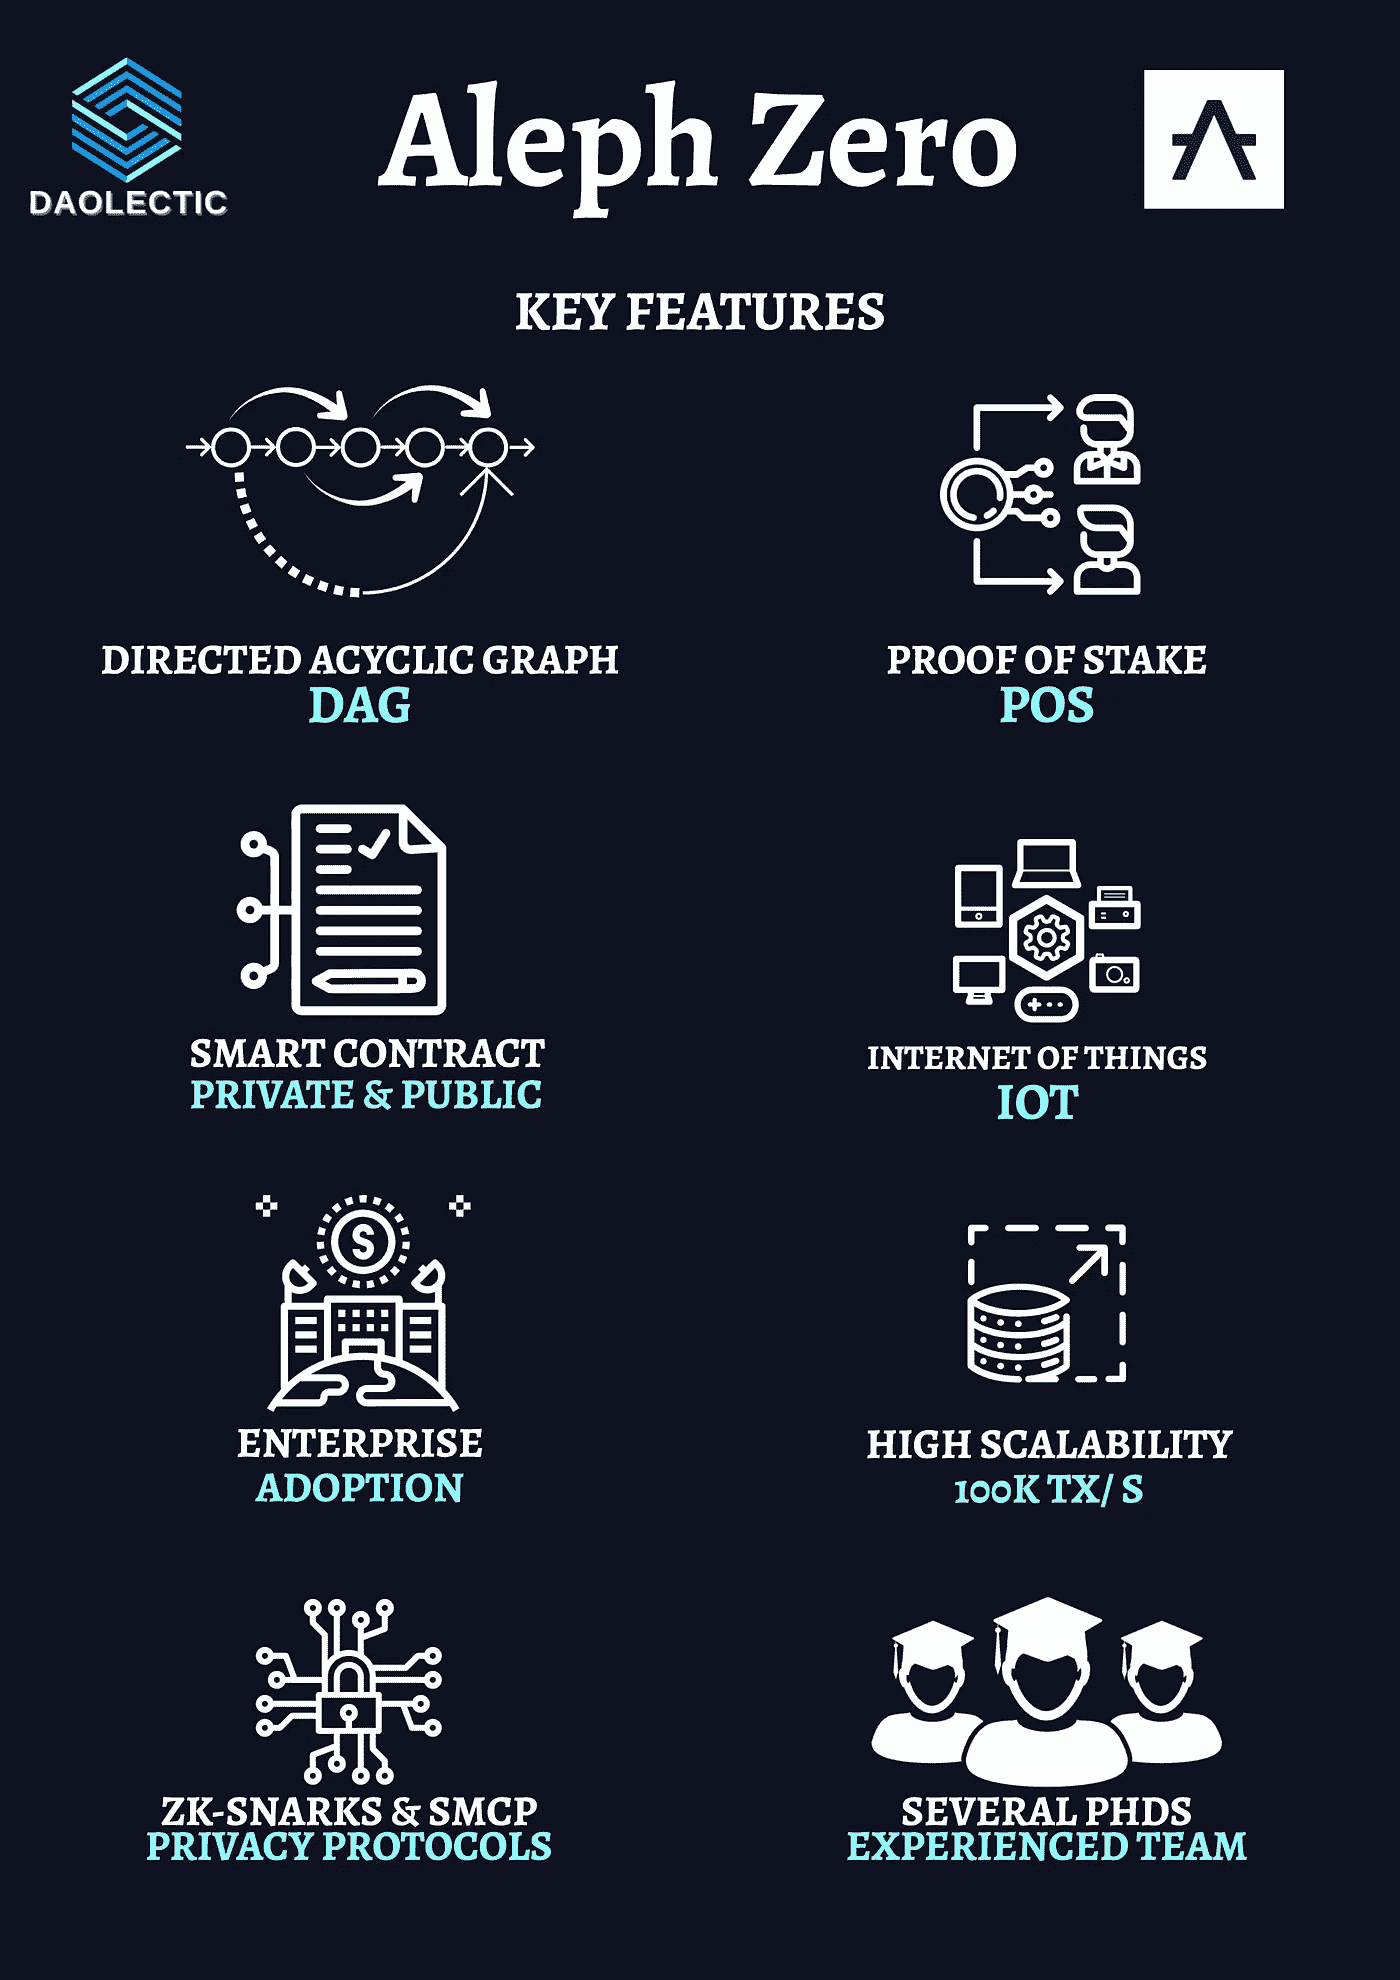 DAOLECTIC
Aleph Zero
KEY FEATURES
DIRECTED ACYCLIC GRAPH
DAG
PROOF OF STAKE
POS
SMART CONTRACT
PRIVATE & PUBLIC
INTERNET OF THINGS
IOT
ENTERPRISE
ADOPTION
HIGH SCALABILITY
100K TX/ S
ZK-SNARKS & SMCP
PRIVACY PROTOCOLS
SEVERAL PHDS
EXPERIENCED TEAM